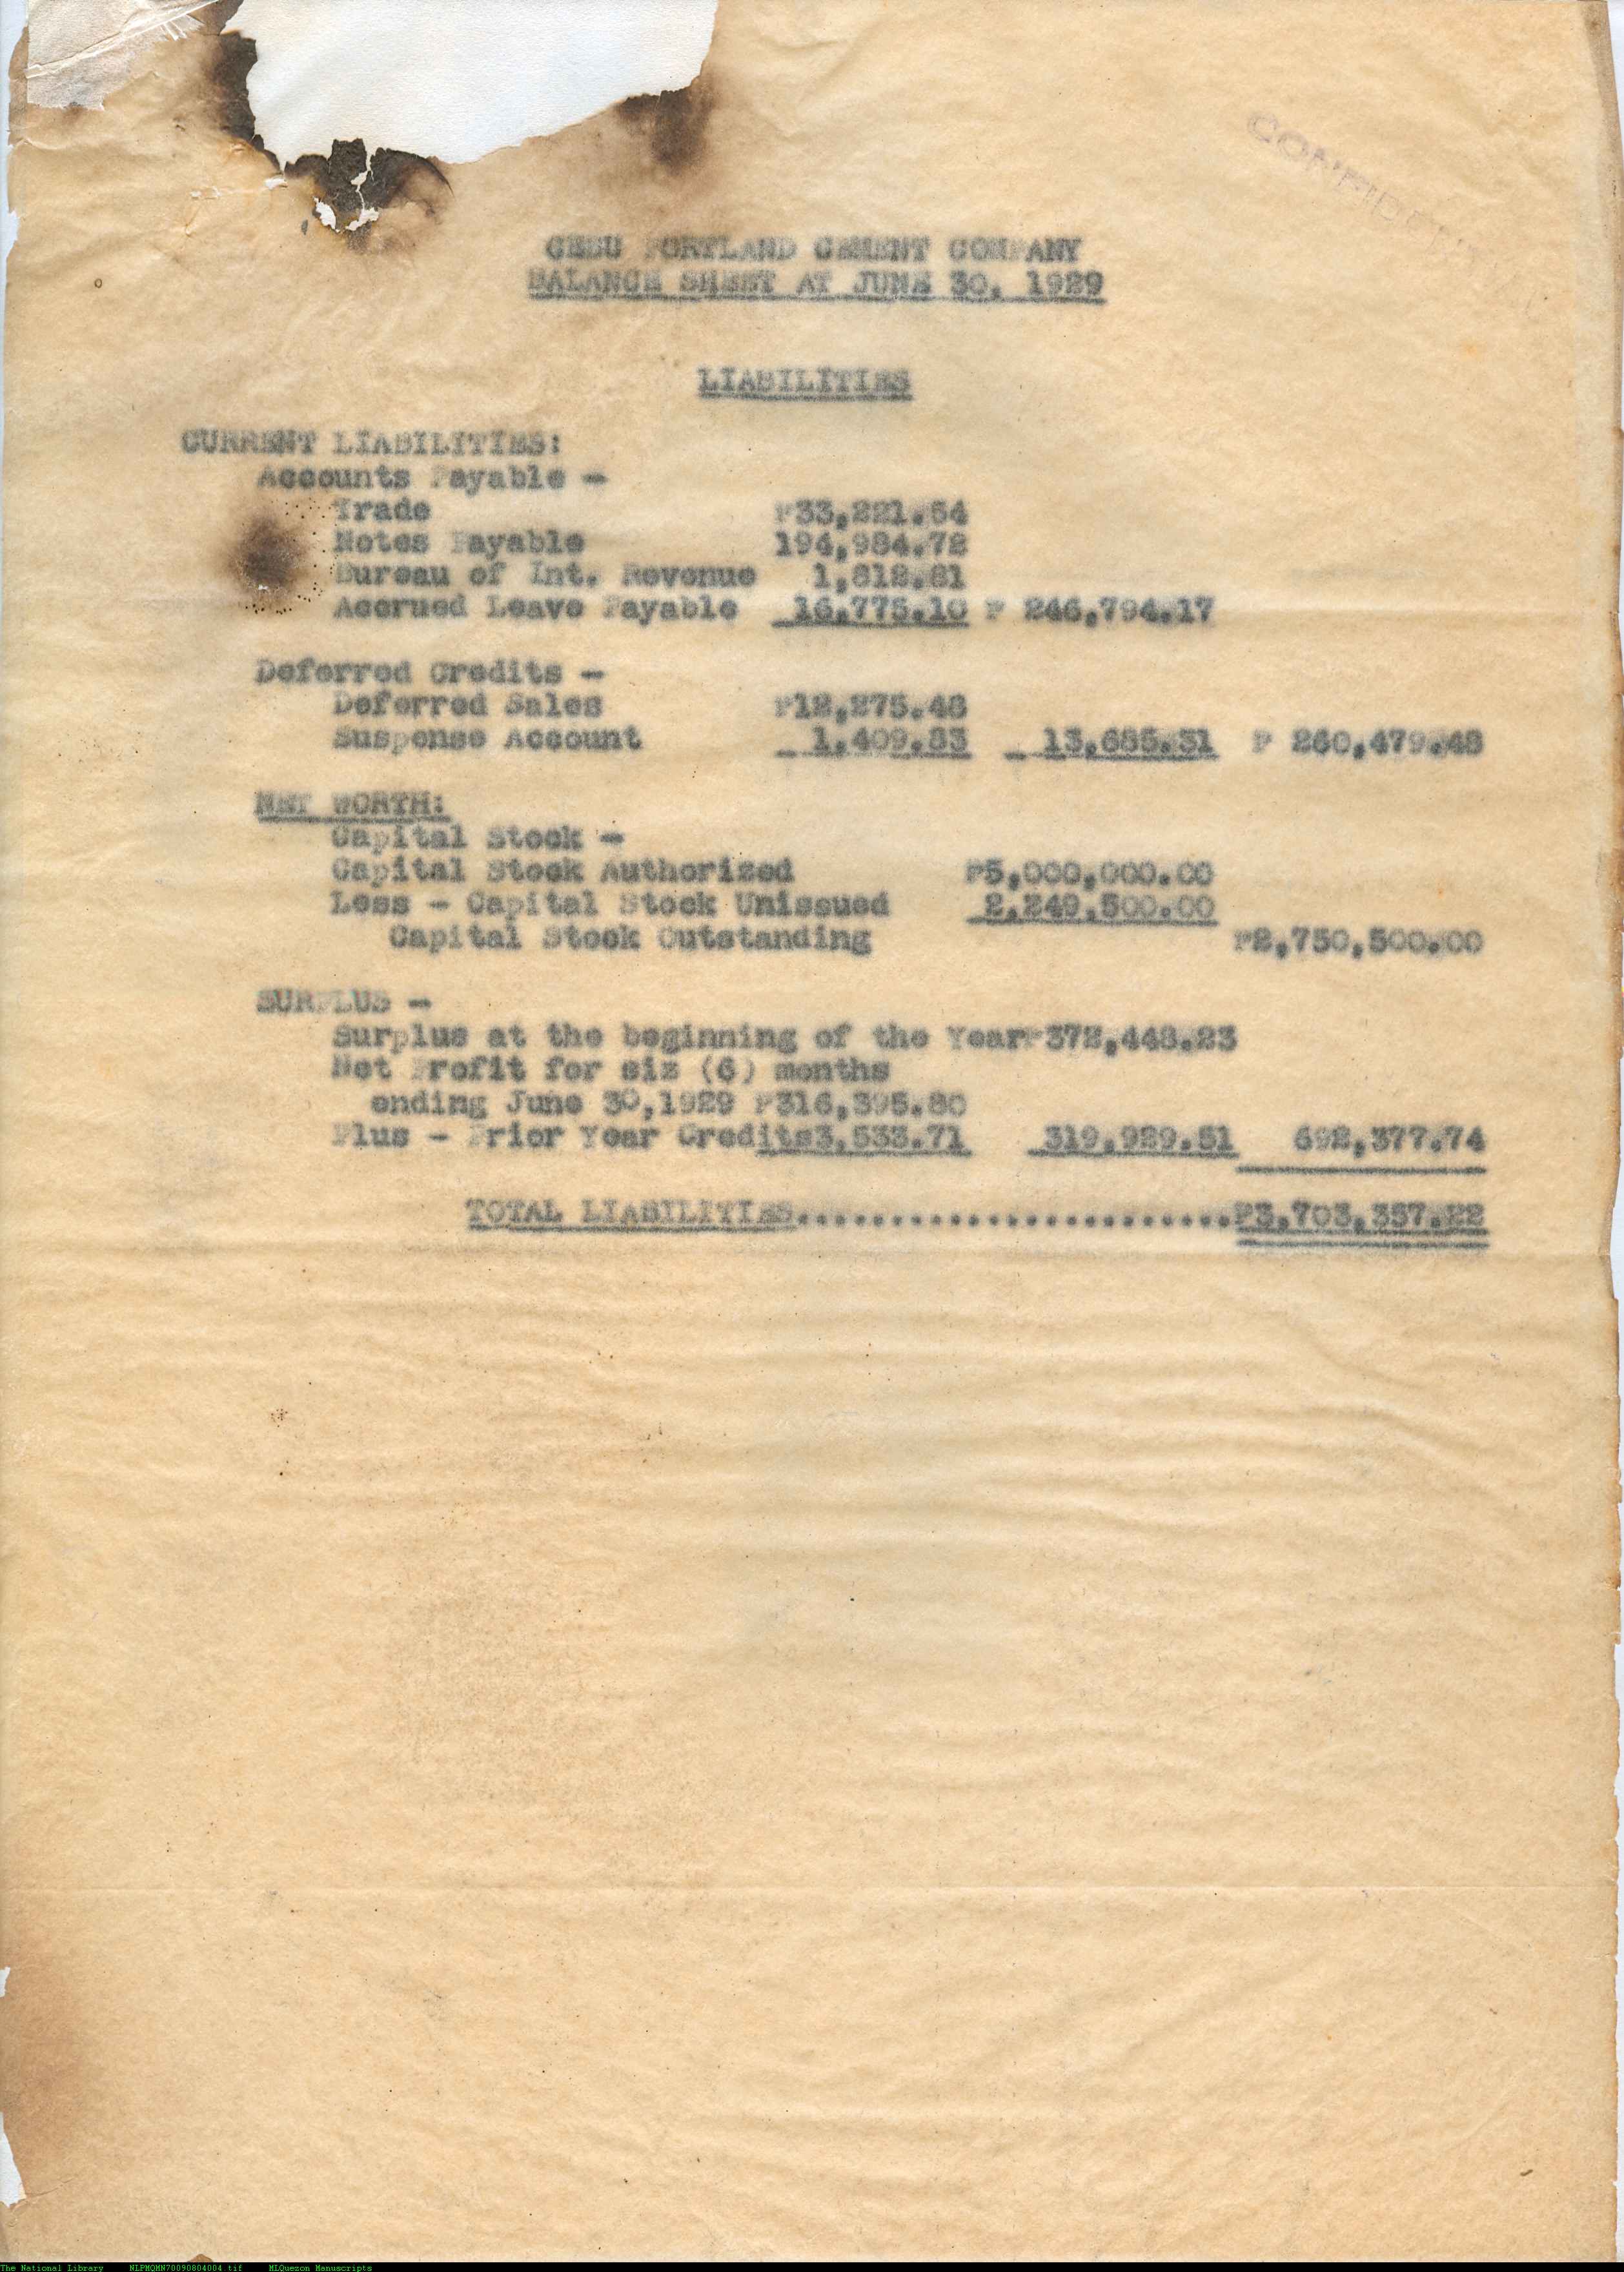 CONFIDENTIAL
CEBU PORTLAND CEMENT COMPANY
BALANCE SHEET AT JUNE 30, 1929
LIABILITIES
CURRENT LIABILITIES:
Accounts Payable -
Trade ₱33,221.54
Notes Payable 194,984.72
Bureau of Int. Revenue 1,812.81
Accrued Leave Payable 16,775.10 ₱ 246,794.17
Deferred Credits -
Deferred Sales ₱12,275.48
Suspense Account 1,409.83 13,685.31 ₱ 260,479.48
NET WORTH:
Capital Stock -
Capital Stock Authorized ₱5,000,000.00
Less - Capital Stock Unissued 2,249,500.00
Capital Stock Outstanding ₱2,750,500.00
SURPLUS -
Surplus at the beginning of the Year ₱372,448.23
Net Profit for siz (6) months
ending June 30,1929 ₱316,395.80
Plus - Prior Year Credits 3,533.71 319,929.51 692,377.74
TOTAL LIABILITIES.......................₱3,703,357.22
The National Library NLPMQMN70090804004.tif MLQuezon Manuscripts